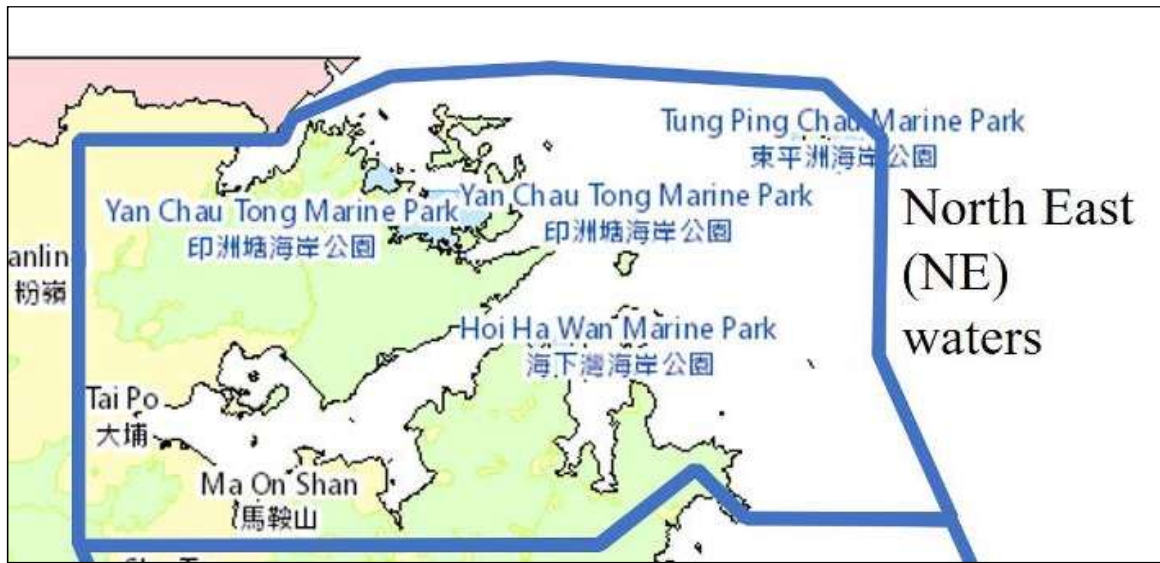 Tung Ping Chau Marine Park
東平洲海岸公園
Yan Chau Tong Marine Park
印洲塘海岸公園
Yan Chau Tong Marine Park
印洲塘海岸公園
North East
(NE)
waters
anlin
粉嶺
Hoi Ha Wan Marine Park
海下灣海岸公園
Tai Po
大埔
Ma On Shan
馬鞍山